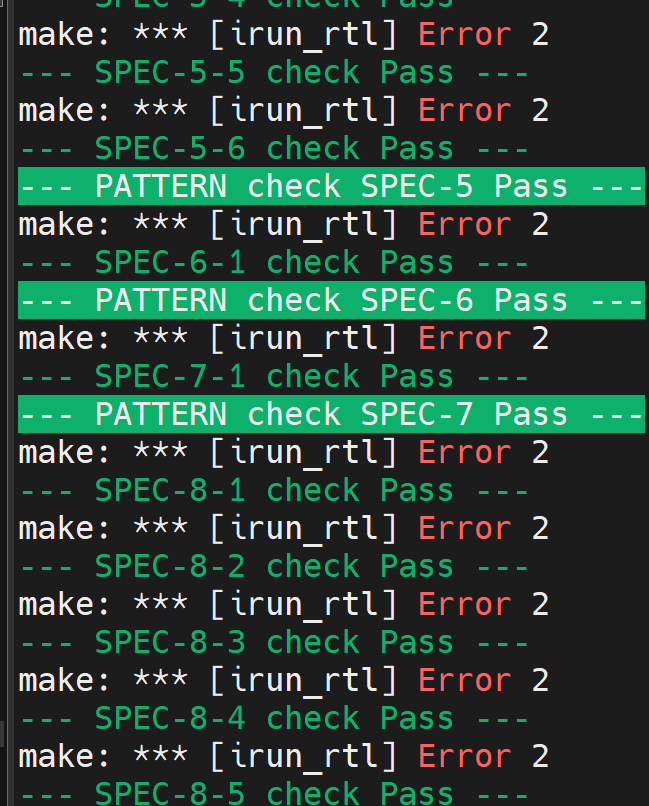 --- SPEC-5-4 check Pass ---
make: *** [irun_rtl] Error 2
--- SPEC-5-5 check Pass ---
make: *** [irun_rtl] Error 2
--- SPEC-5-6 check Pass ---
--- PATTERN check SPEC-5 Pass ---
make: *** [irun_rtl] Error 2
--- SPEC-6-1 check Pass ---
--- PATTERN check SPEC-6 Pass ---
make: *** [irun_rtl] Error 2
--- SPEC-7-1 check Pass ---
--- PATTERN check SPEC-7 Pass ---
make: *** [irun_rtl] Error 2
--- SPEC-8-1 check Pass ---
make: *** [irun_rtl] Error 2
--- SPEC-8-2 check Pass ---
make: *** [irun_rtl] Error 2
--- SPEC-8-3 check Pass ---
make: *** [irun_rtl] Error 2
--- SPEC-8-4 check Pass ---
make: *** [irun_rtl] Error 2
--- SPEC-8-5 check Pass ---